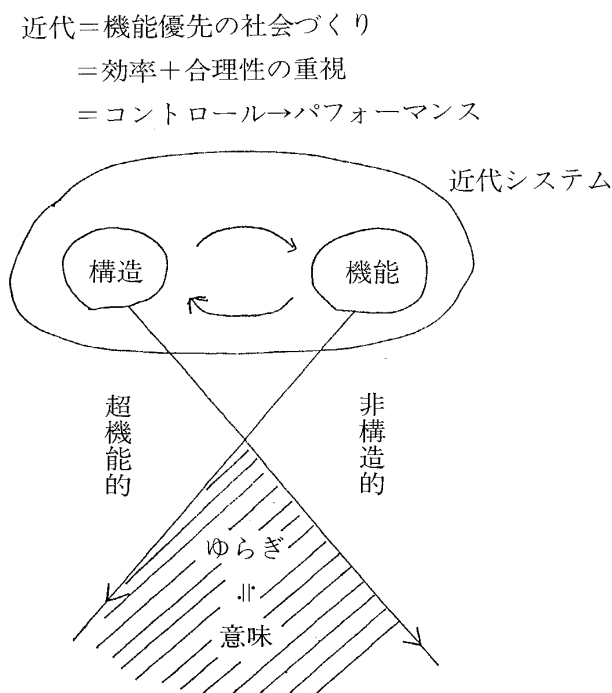 近代＝機能優先の社会づくり
＝効率＋合理性の重視
＝コントロール→パフォーマンス
近代システム
構造
機能
超機能的
非構造的
ゆらぎ
≒
意味